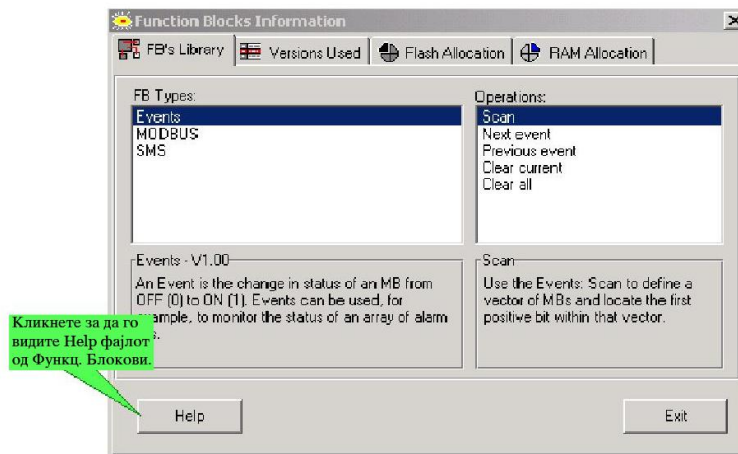 Function Blocks Information
FB's Library
Versions Used
Flash Allocation
RAM Allocation
FB Types:
Events
MODBUS
SMS
Operations:
Scan
Next event
Previous event
Clear current
Clear all
Events - V1.00
An Event is the change in status of an MB from
OFF (0) to ON (1). Events can be used, for
example, to monitor the status of an array of alarm
Scan
Use the Events: Scan to define a
vector of MBs and locate the first
positive bit within that vector.
Кликнете за да го
видите Help фајлот
од Функц. Блокови.
Help
Exit